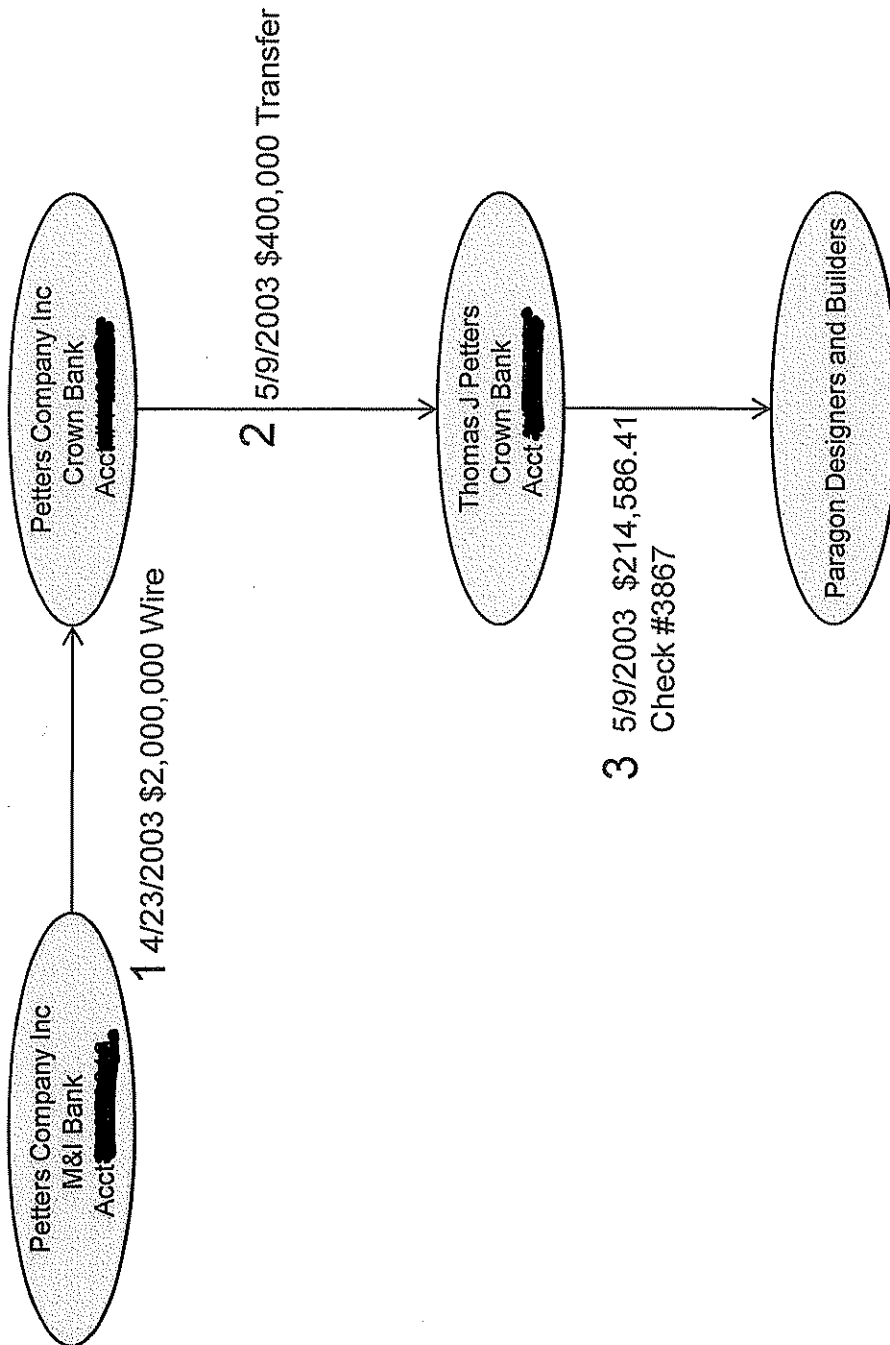 Petters Company Inc
M&I Bank
Acct
1 4/23/2003 $2,000,000 Wire
Petters Company Inc
Crown Bank
Acct
2 5/9/2003 $400,000 Transfer
Thomas J Petters
Crown Bank
Acct
3 5/9/2003 $214,586.41
Check #3867
Paragon Designers and Builders